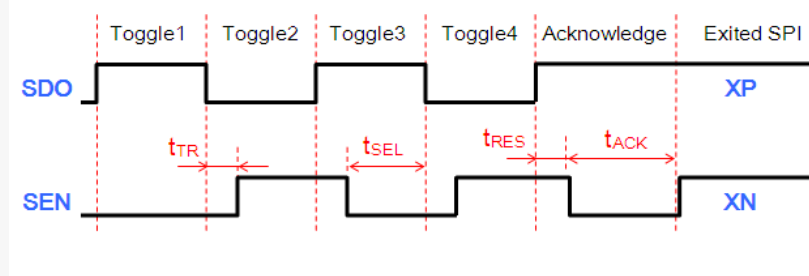 Toggle1 Toggle2 Toggle3 Toggle4 Acknowledge Exited SPI
SDO XP
tTR tSEL tRES tACK
SEN XN